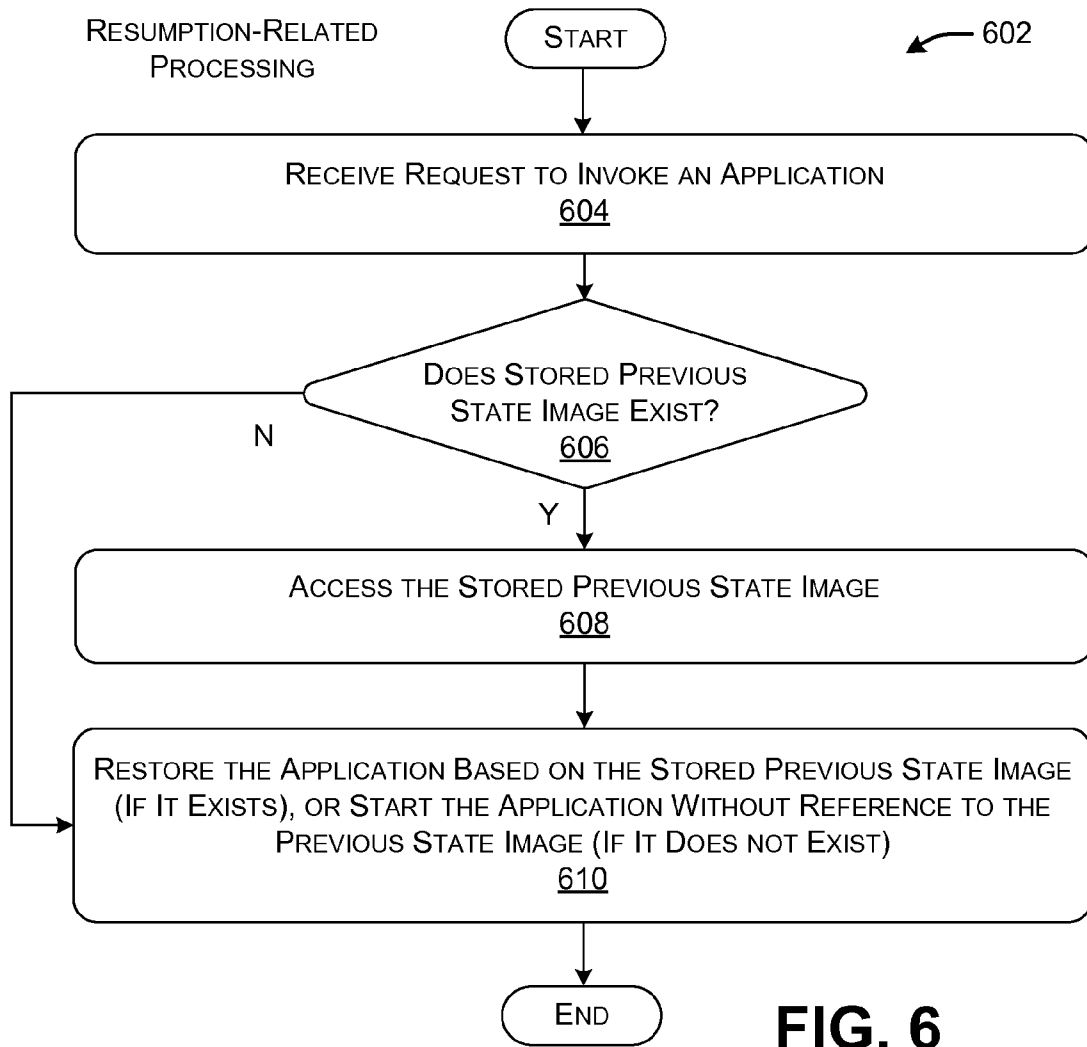 RESUMPTION-RELATED
PROCESSING
START
602
RECEIVE REQUEST TO INVOKE AN APPLICATION
604
DOES STORED PREVIOUS
STATE IMAGE EXIST?
606
N
Y
ACCESS THE STORED PREVIOUS STATE IMAGE
608
RESTORE THE APPLICATION BASED ON THE STORED PREVIOUS STATE IMAGE
(IF IT EXISTS), OR START THE APPLICATION WITHOUT REFERENCE TO THE
PREVIOUS STATE IMAGE (IF IT DOES NOT EXIST)
610
END
FIG. 6